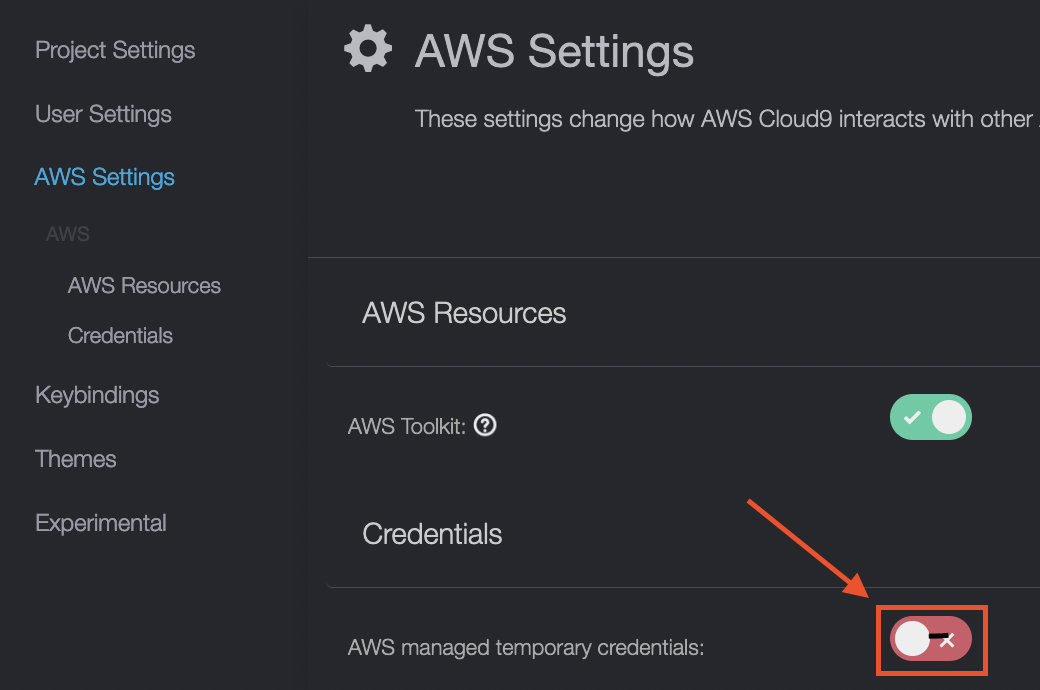 Project Settings
User Settings
AWS Settings
AWS
AWS Resources
Credentials
Keybindings
Themes
Experimental
AWS Settings
These settings change how AWS Cloud9 interacts with other
AWS Resources
AWS Toolkit:
Credentials
AWS managed temporary credentials: